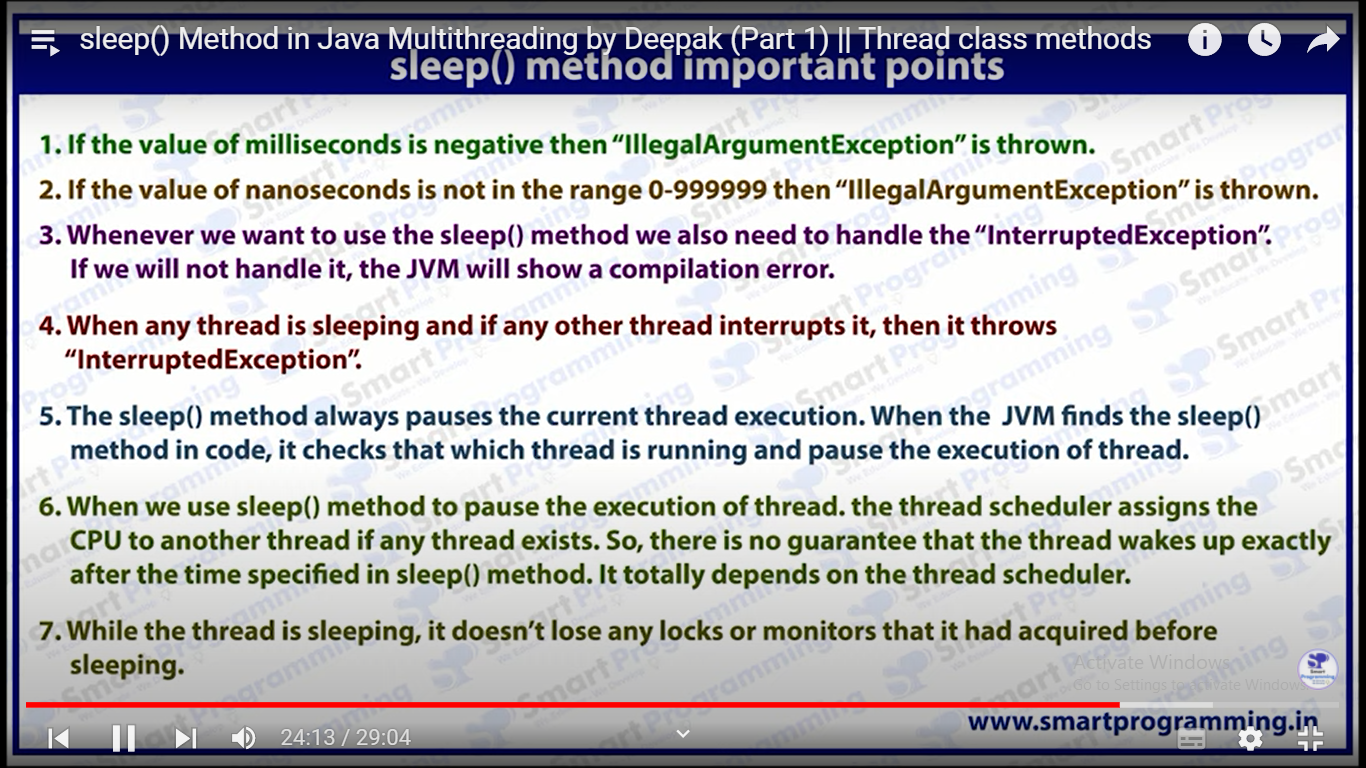 sleep() Method in Java Multithreading by Deepak (Part 1) || Thread class methods
sleep() method important points
1. If the value of milliseconds is negative then “IllegalArgumentException” is thrown.
2. If the value of nanoseconds is not in the range 0-999999 then “IllegalArgumentException” is thrown.
3. Whenever we want to use the sleep() method we also need to handle the “InterruptedException”.
If we will not handle it, the JVM will show a compilation error.
4. When any thread is sleeping and if any other thread interrupts it, then it throws
“InterruptedException”.
5. The sleep() method always pauses the current thread execution. When the JVM finds the sleep()
method in code, it checks that which thread is running and pause the execution of thread.
6. When we use sleep() method to pause the execution of thread. the thread scheduler assigns the
CPU to another thread if any thread exists. So, there is no guarantee that the thread wakes up exactly
after the time specified in sleep() method. It totally depends on the thread scheduler.
7. While the thread is sleeping, it doesn’t lose any locks or monitors that it had acquired before
sleeping.
Activate Windows
Go to Settings to activate Windows.
Smart
Programming
www.smartprogramming.in
24:13 / 29:04